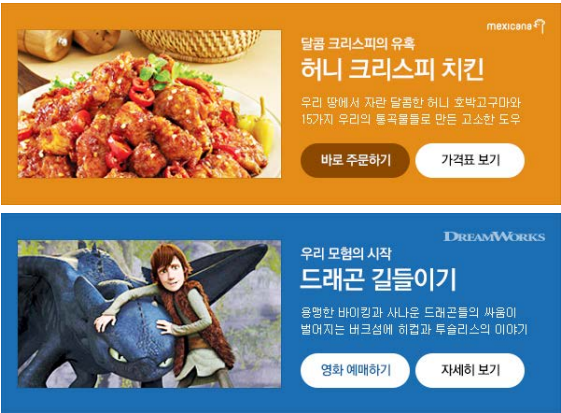 mexicana
달콤 크리스피의 유혹
허니 크리스피 치킨
우리 땅에서 자란 달콤한 허니 호박고구마와
15가지 우리의 통곡물들로 만든 고소한 도우
바로 주문하기
가격표 보기
DREAMWORKS
우리 모험의 시작
드래곤 길들이기
용맹한 바이킹과 사나운 드래곤들의 싸움이
벌어지는 버크섬에 히컵과 투슬리스의 이야기
영화 예매하기
자세히 보기